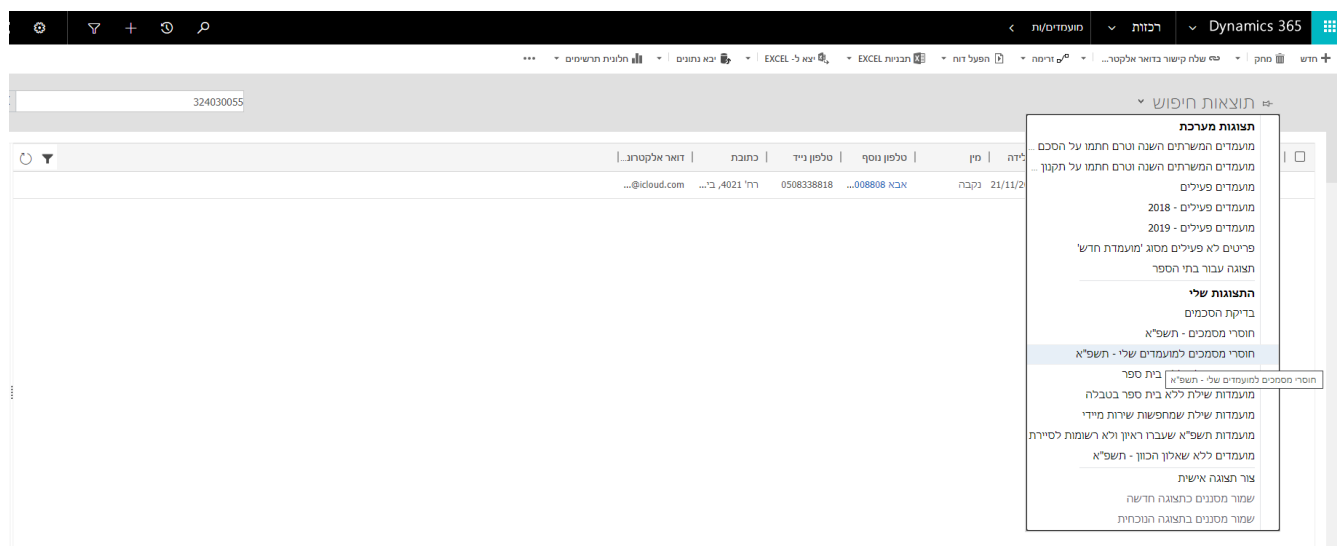 Dynamics 365 רכזות מועמדים/ות
חדש מחק שלח קישור בדואר אלקטר... זרימה הפעל דוח תבניות EXCEL יצא ל- EXCEL יבא נתונים חלונית תרשימים
תוצאות חיפוש 324030055
תצוגות מערכת
מועמדים המשרתים השנה וטרם חתמו על הסכם ...
מועמדים המשרתים השנה וטרם חתמו על תקנון ...
מועמדים פעילים
מועמדים פעילים - 2018
מועמדים פעילים - 2019
פריטים לא פעילים מסוג 'מועמדת חדש'
תצוגה עבור בתי הספר
התצוגות שלי
בדיקת הסכמים
חוסרי מסמכים - תשפ"א
חוסרי מסמכים למועמדים שלי - תשפ"א
בית ספר
חוסרי מסמכים למועמדים שלי - תשפ"א
מועמדות שילת ללא בית ספר בטבלה
מועמדות שילת שמחפשות שירות מיידי
מועמדות תשפ"א שעברו ראיון ולא רשומות לסיירת
מועמדים ללא שאלון הכוון - תשפ"א
צור תצוגה אישית
שמור מסננים כתצוגה חדשה
שמור מסננים בתצוגה הנוכחית
לידה מין טלפון נוסף טלפון נייד כתובת דואר אלקטרונ...
21/11/20 נקבה אבא 008808... 0508338818 רח' 4021, בי... ...@icloud.com